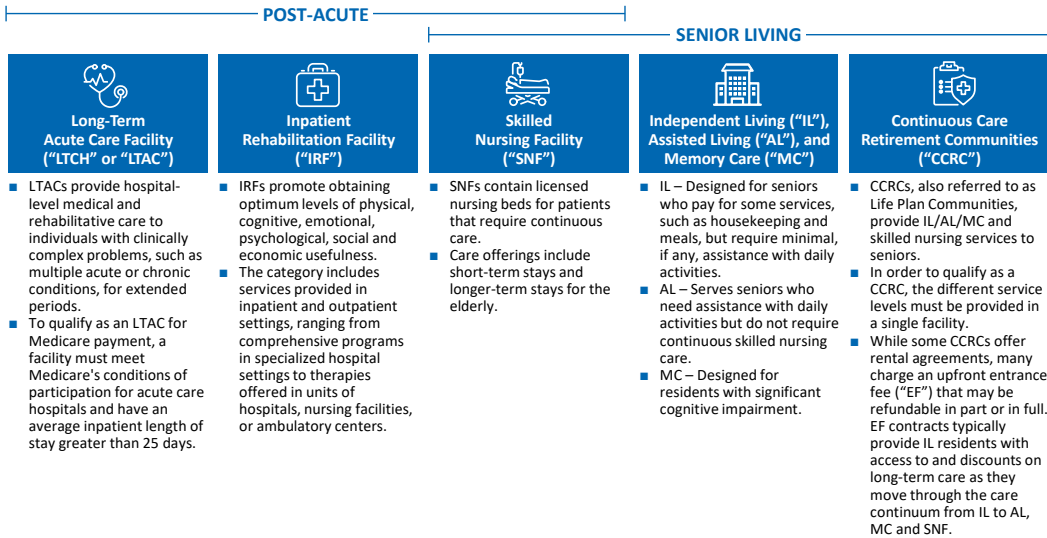 POST-ACUTE
SENIOR LIVING
Long-Term
Acute Care Facility
(“LTCH” or “LTAC”)
■ LTACs provide hospital-
level medical and
rehabilitative care to
individuals with clinically
complex problems, such as
multiple acute or chronic
conditions, for extended
periods.
■ To qualify as an LTAC for
Medicare payment, a
facility must meet
Medicare's conditions of
participation for acute care
hospitals and have an
average inpatient length of
stay greater than 25 days.
Inpatient
Rehabilitation Facility
(“IRF”)
■ IRFs promote obtaining
optimum levels of physical,
cognitive, emotional,
psychological, social and
economic usefulness.
■ The category includes
services provided in
inpatient and outpatient
settings, ranging from
comprehensive programs
in specialized hospital
settings to therapies
offered in units of
hospitals, nursing facilities,
or ambulatory centers.
Skilled
Nursing Facility
(“SNF”)
■ SNFs contain licensed
nursing beds for patients
that require continuous
care.
■ Care offerings include
short-term stays and
longer-term stays for the
elderly.
Independent Living (“IL”),
Assisted Living (“AL”), and
Memory Care (“MC”)
■ IL – Designed for seniors
who pay for some services,
such as housekeeping and
meals, but require minimal,
if any, assistance with daily
activities.
■ AL – Serves seniors who
need assistance with daily
activities but do not require
continuous skilled nursing
care.
■ MC – Designed for
residents with significant
cognitive impairment.
Continuous Care
Retirement Communities
(“CCRC”)
■ CCRCs, also referred to as
Life Plan Communities,
provide IL/AL/MC and
skilled nursing services to
seniors.
■ In order to qualify as a
CCRC, the different service
levels must be provided in
a single facility.
■ While some CCRCs offer
rental agreements, many
charge an upfront entrance
fee (“EF”) that may be
refundable in part or in full.
EF contracts typically
provide IL residents with
access to and discounts on
long-term care as they
move through the care
continuum from IL to AL,
MC and SNF.